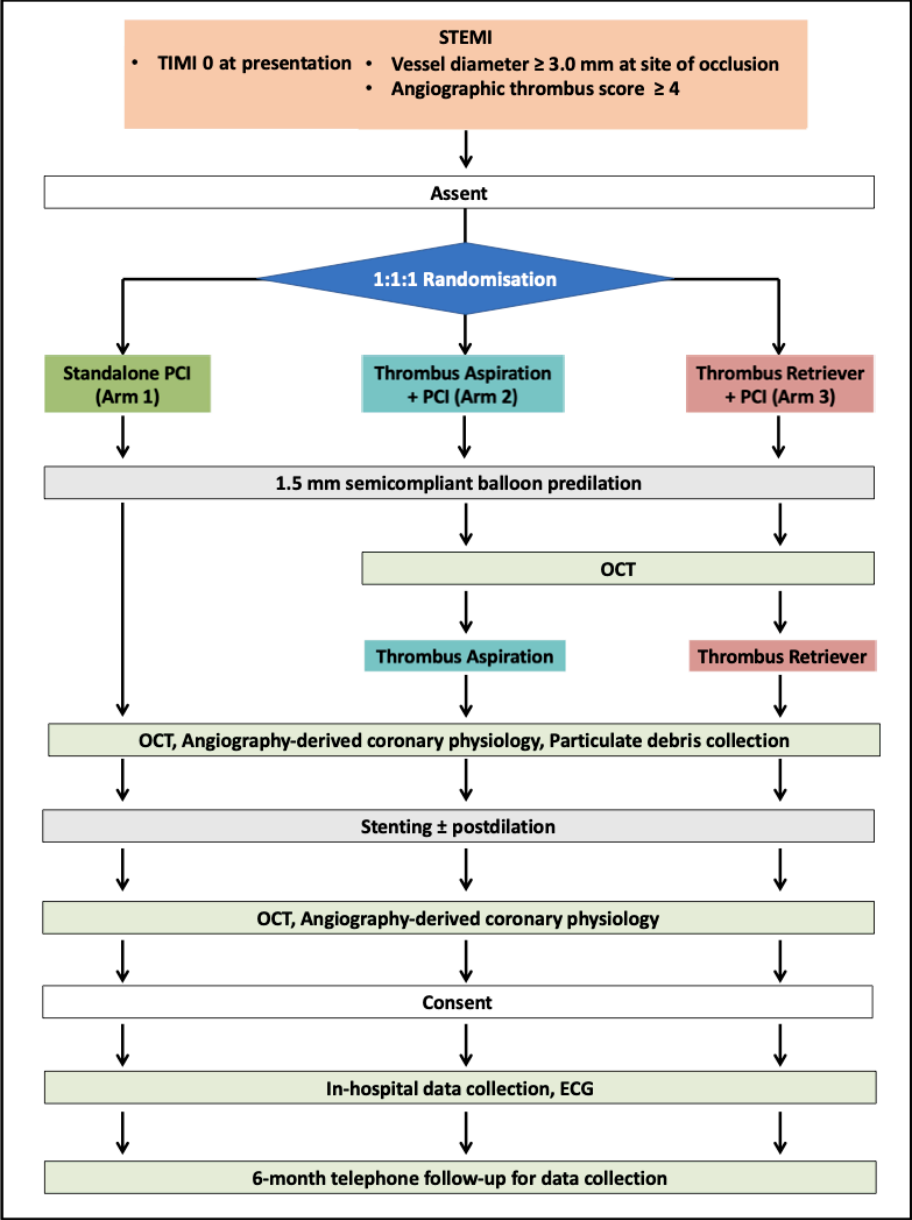 STEMI
• TIMI 0 at presentation • Vessel diameter ≥ 3.0 mm at site of occlusion
• Angiographic thrombus score ≥ 4
Assent
1:1:1 Randomisation
Standalone PCI
(Arm 1)
Thrombus Aspiration
+ PCI (Arm 2)
Thrombus Retriever
+ PCI (Arm 3)
1.5 mm semicompliant balloon predilation
OCT
Thrombus Aspiration
Thrombus Retriever
OCT, Angiography-derived coronary physiology, Particulate debris collection
Stenting ± postdilation
OCT, Angiography-derived coronary physiology
Consent
In-hospital data collection, ECG
6-month telephone follow-up for data collection